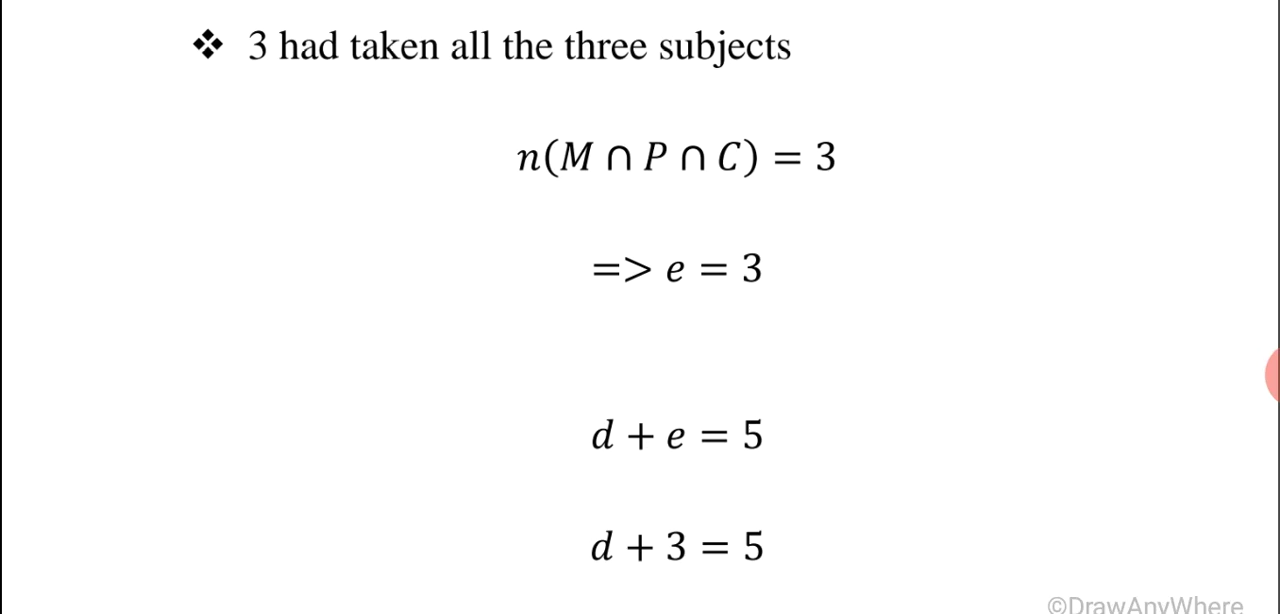 ❖ 3 had taken all the three subjects
n(M ∩ P ∩ C) = 3
=> e = 3
d + e = 5
d + 3 = 5
©DrawAnyWhere